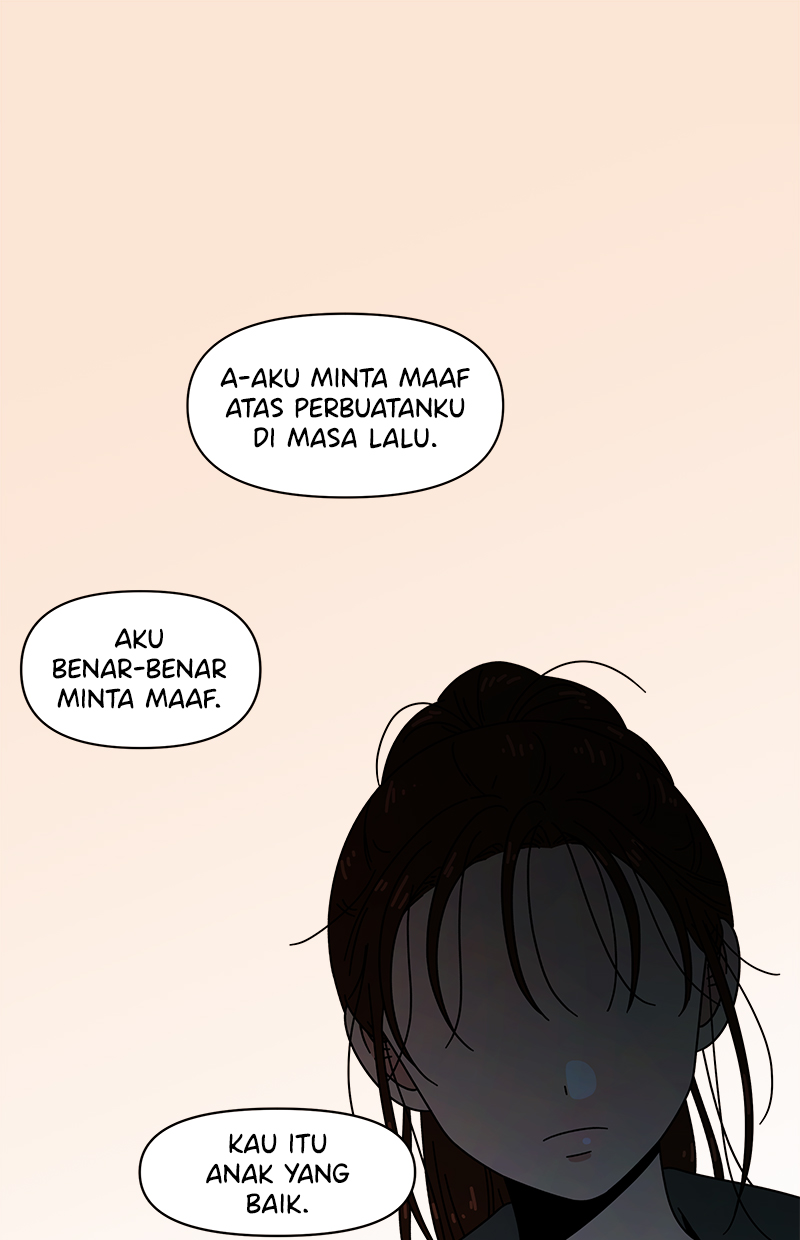 A-AKU MINTA MAAF
ATAS PERBUATANKU
DI MASA LALU.
AKU
BENAR-BENAR
MINTA MAAF.
KAU ITU
ANAK YANG
BAIK.